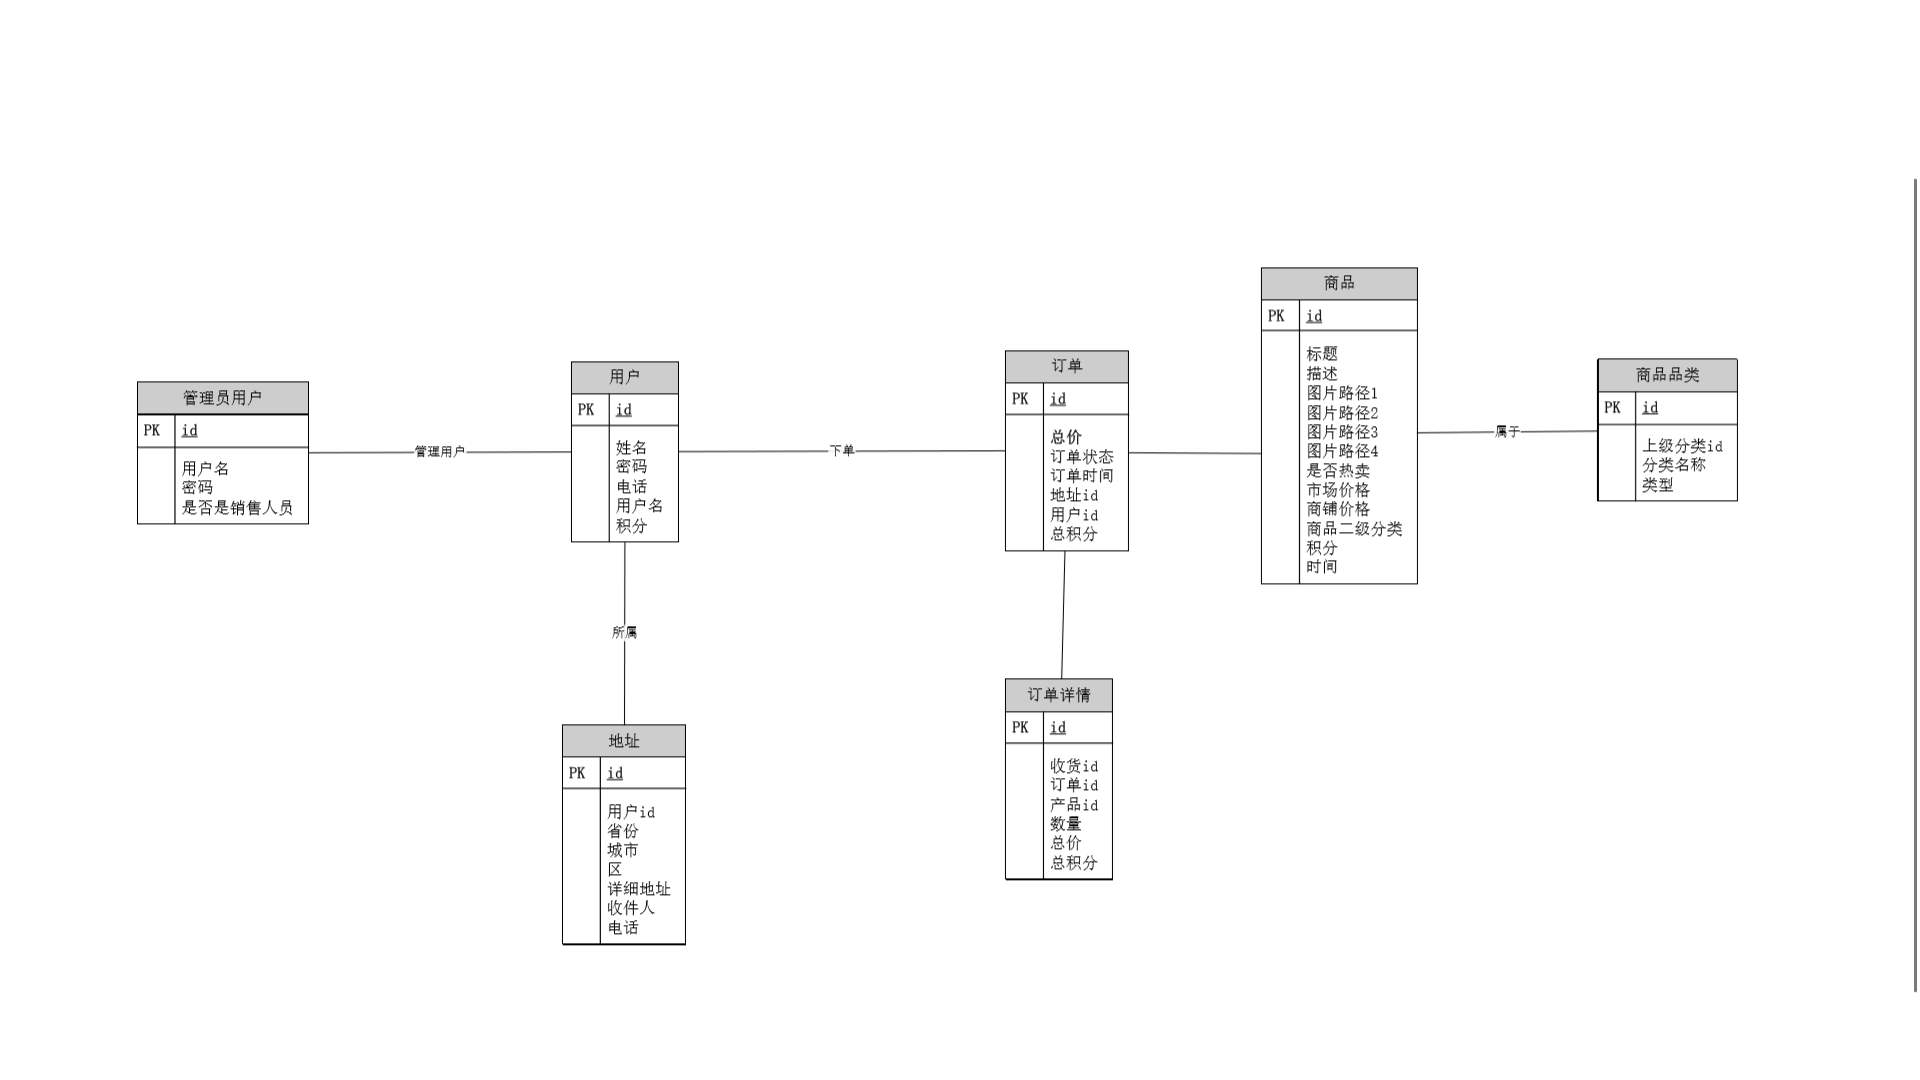 管理员用户
PK id
用户名
密码
是否是销售人员
管理用户
用户
PK id
姓名
密码
电话
用户名
积分
所属
地址
PK id
用户id
省份
城市
区
详细地址
收件人
电话
下单
订单
PK id
总价
订单状态
订单时间
地址id
用户id
总积分
订单详情
PK id
收货id
订单id
产品id
数量
总价
总积分
商品
PK id
标题
描述
图片路径1
图片路径2
图片路径3
图片路径4
是否热卖
市场价格
商铺价格
商品二级分类
积分
时间
属于
商品品类
PK id
上级分类id
分类名称
类型